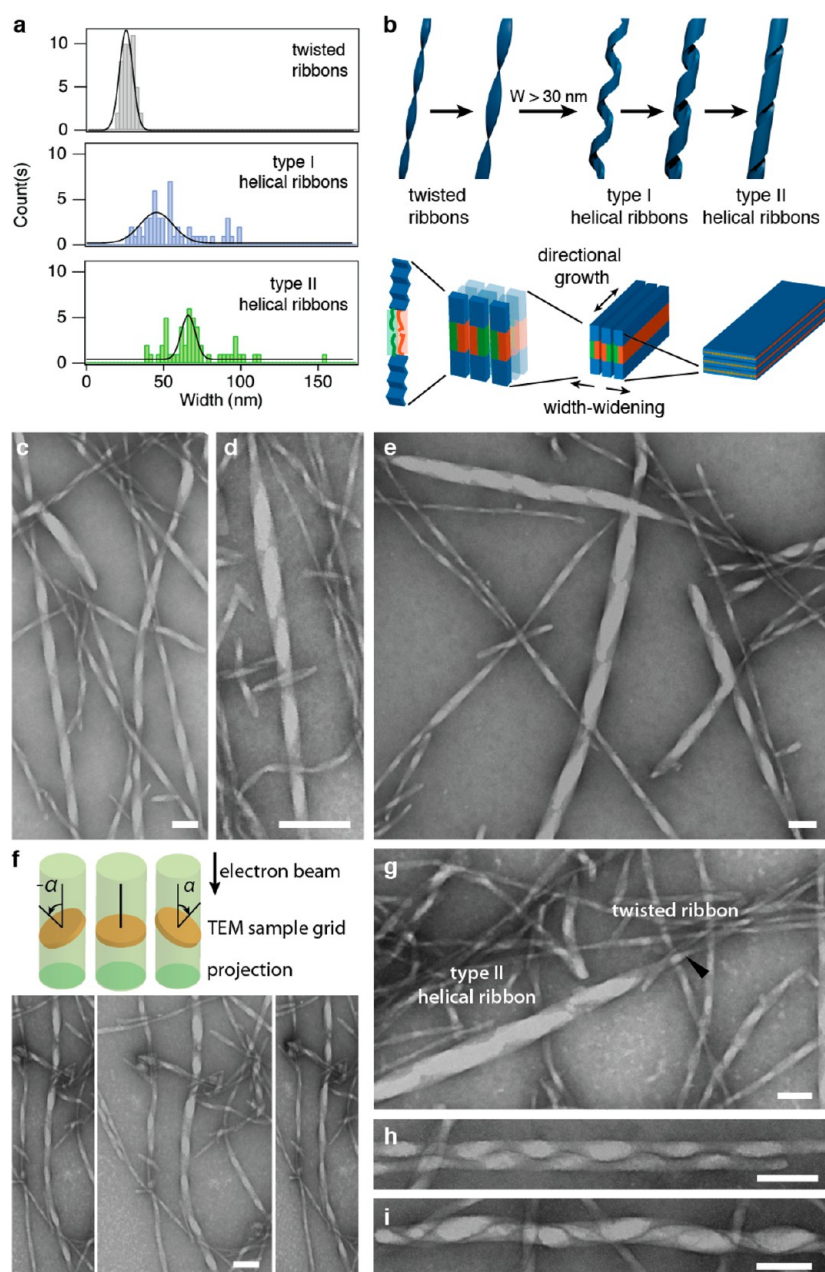 a
10
5
0
twisted
ribbons
Count(s)
10
5
0
type I
helical ribbons
10
5
0
type II
helical ribbons
0
50
100
150
Width (nm)
b
W > 30 nm
twisted
ribbons
type I
helical ribbons
type II
helical ribbons
directional
growth
width-widening
c
d
e
f
-α
α
electron beam
TEM sample grid
projection
g
twisted ribbon
type II
helical ribbon
h
i